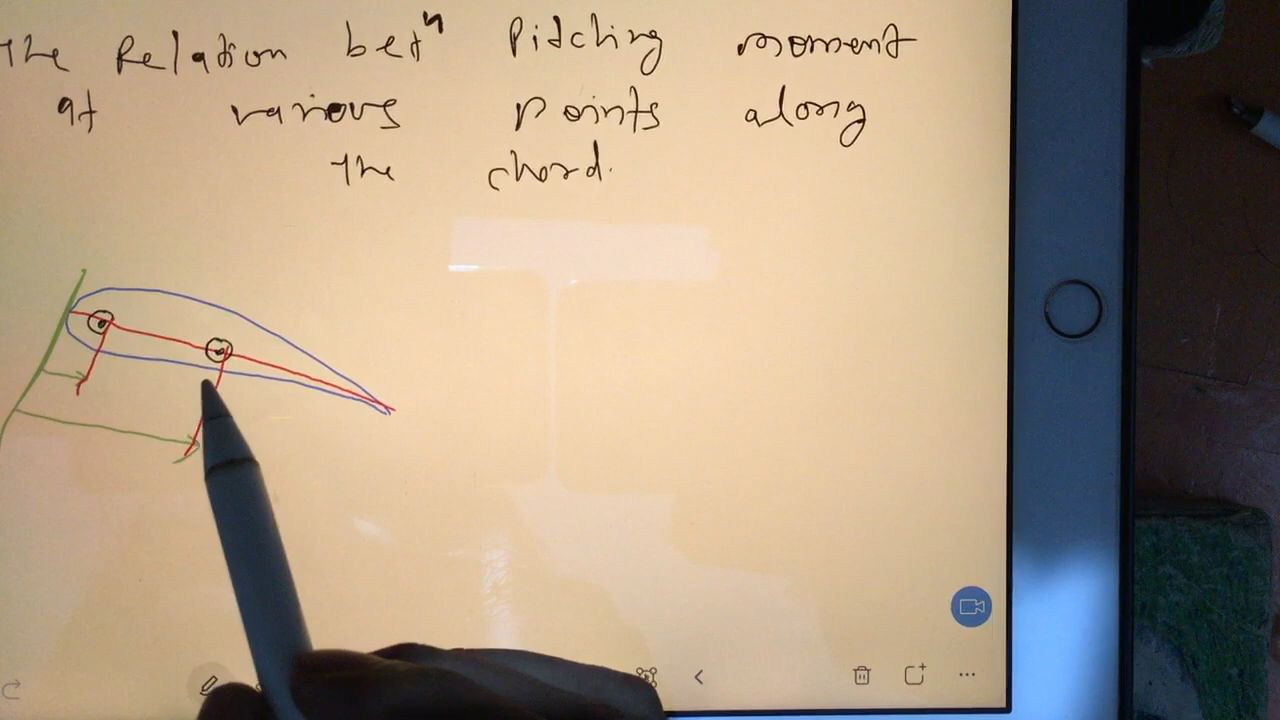 The Relation betⁿ Pitching moment
at various points along
the chord.